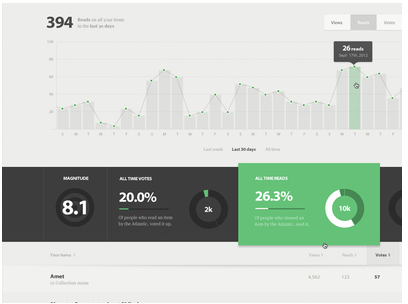 394 Reads on all your items
in the last 30 days
Views Reads Votes
26 reads
Sept. 17th, 2012
100
80
60
40
20
S M T W T F S S M T W T F S S M T W T F S S M T W T
Last week Last 30 days All time
MAGNITUDE
8.1
ALL TIME VOTES
20.0%
Of people who read an item
by the Atlantic, voted it up.
2k
ALL TIME READS
26.3%
Of people who viewed an
item by the Atlantic, read it.
10k
Your items Views Reads Votes
Amet
in Collection name
4,562 123 57